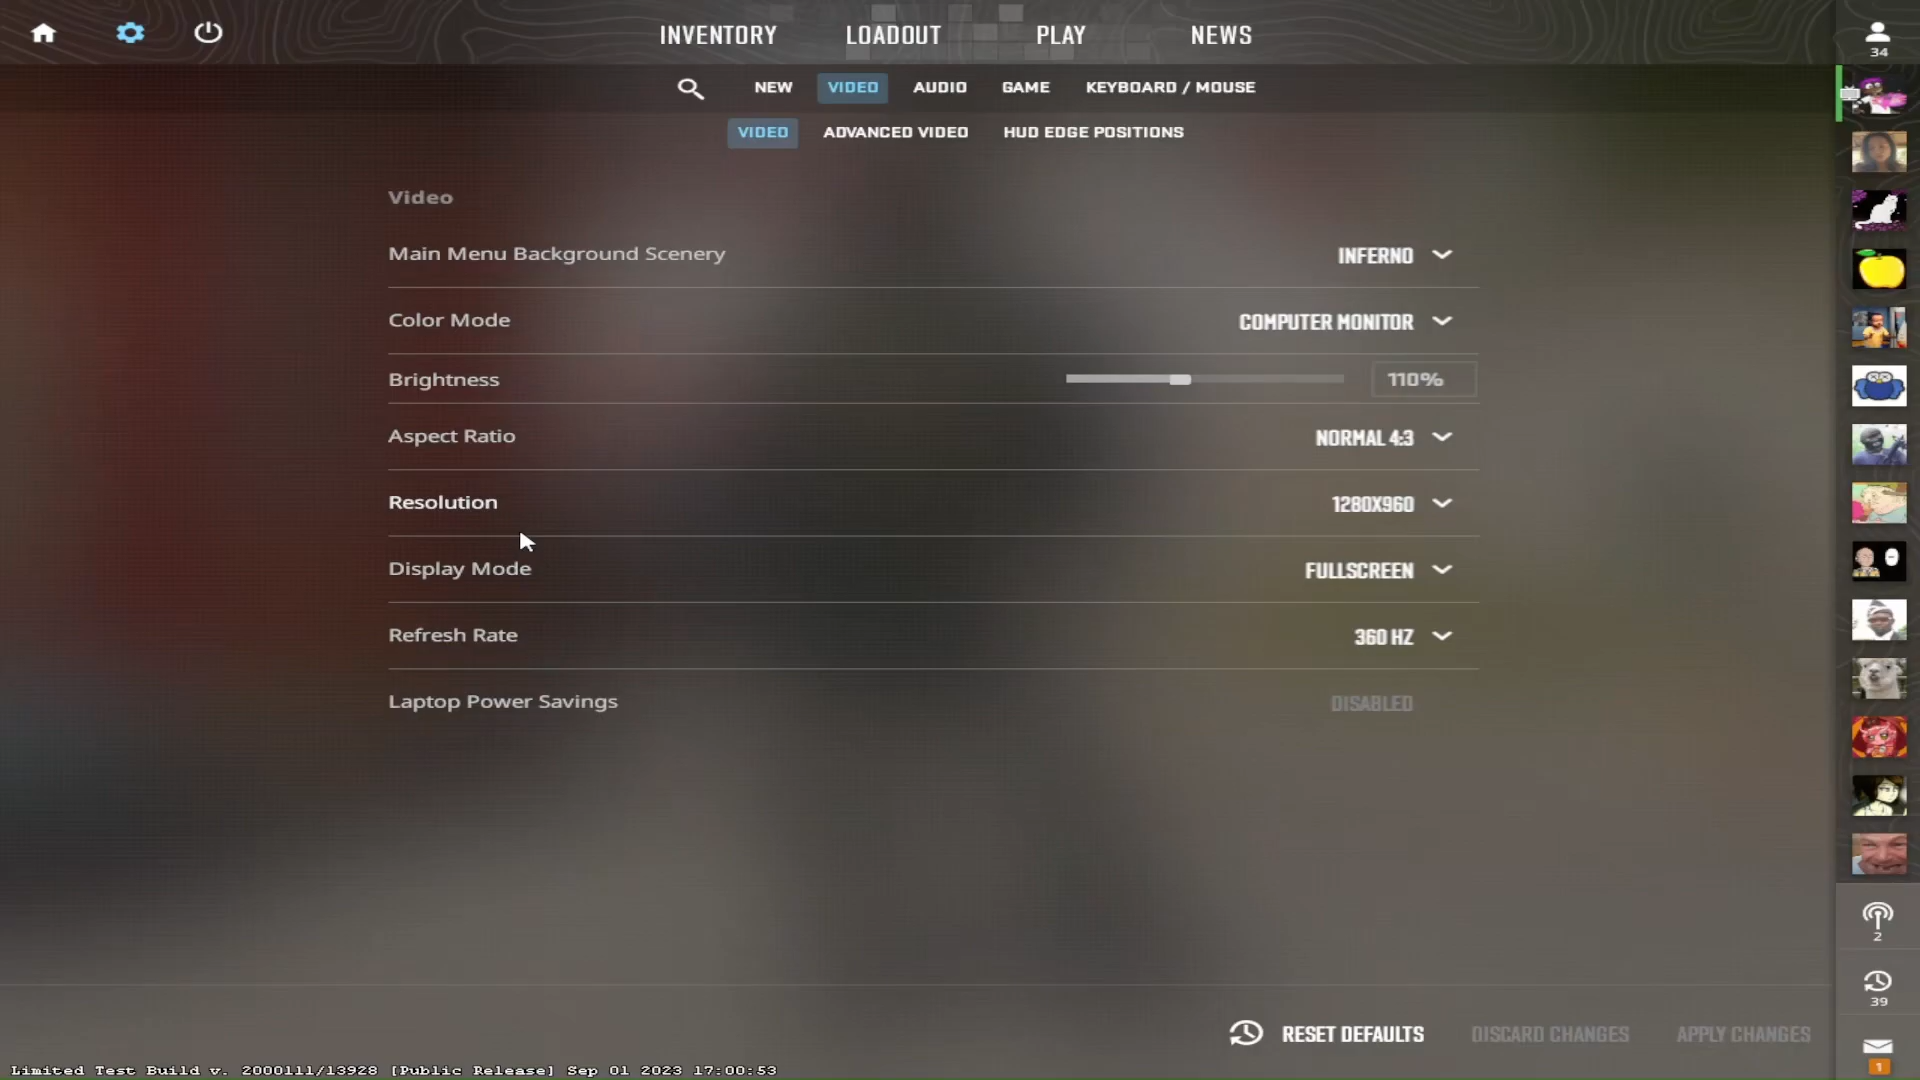 INVENTORY LOADOUT PLAY NEWS
34
NEW VIDEO AUDIO GAME KEYBOARD / MOUSE
VIDEO ADVANCED VIDEO HUD EDGE POSITIONS
Video
Main Menu Background Scenery INFERNO
Color Mode COMPUTER MONITOR
Brightness 110%
Aspect Ratio NORMAL 4:3
Resolution 1280X960
Display Mode FULLSCREEN
Refresh Rate 360 HZ
Laptop Power Savings DISABLED
2
39
RESET DEFAULTS DISCARD CHANGES APPLY CHANGES
1
Limited Test Build v. 2000111/13928 [Public Release] Sep 01 2023 17:00:53